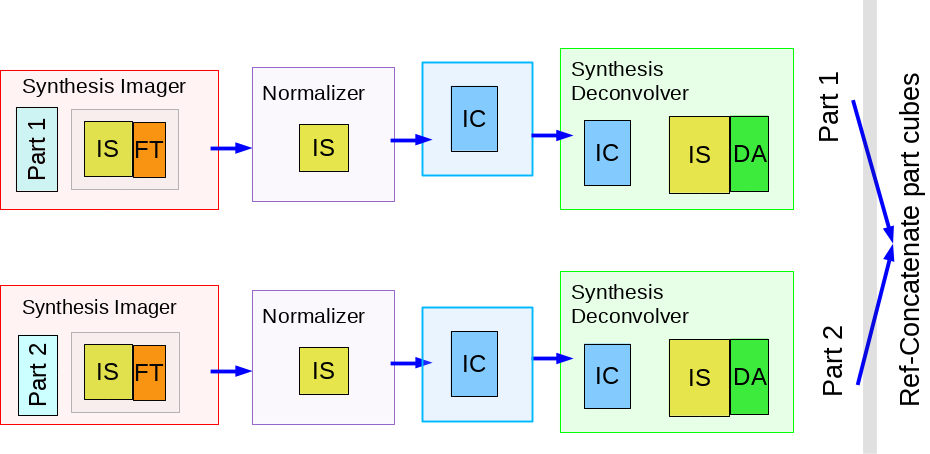 Synthesis Imager
Part 1
IS
FT
Normalizer
IS
IC
Synthesis
Deconvolver
IC
IS
DA
Part 1
Synthesis Imager
Part 2
IS
FT
Normalizer
IS
IC
Synthesis
Deconvolver
IC
IS
DA
Part 2
Ref-Concatenate part cubes